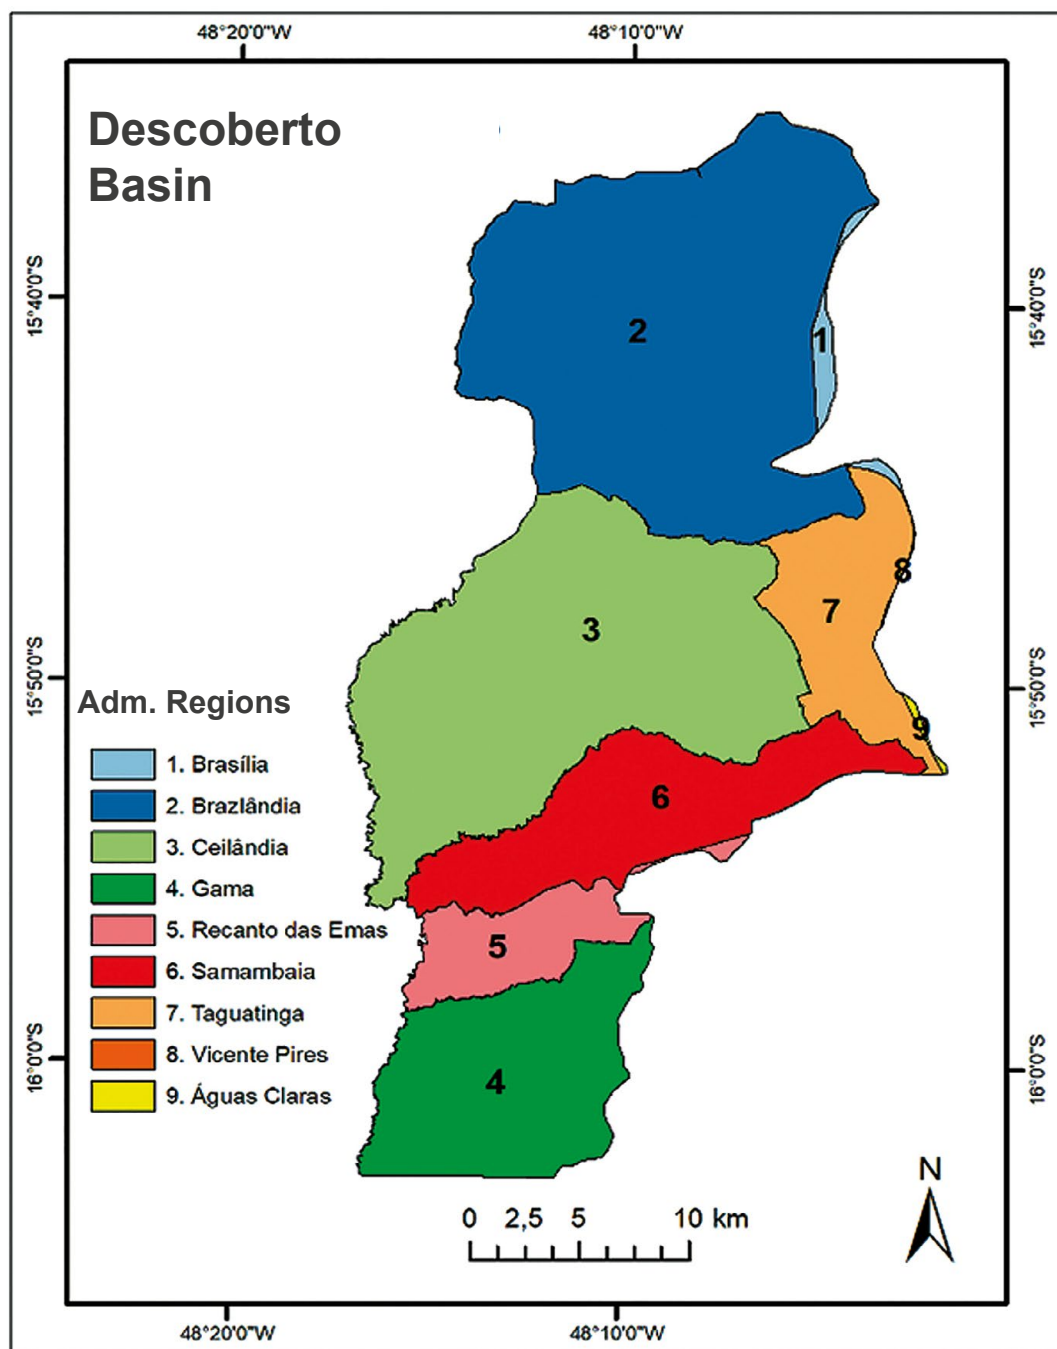 48°20'0"W
48°10'0"W
Descoberto
Basin
15°40'0"S
15°40'0"S
2
1
8
7
3
15°50'0"S
15°50'0"S
9
6
5
4
Adm. Regions
1. Brasília
2. Brazlândia
3. Ceilândia
4. Gama
5. Recanto das Emas
6. Samambaia
7. Taguatinga
8. Vicente Pires
9. Águas Claras
16°0'0"S
16°0'0"S
N
0 2,5 5 10 km
48°20'0"W
48°10'0"W